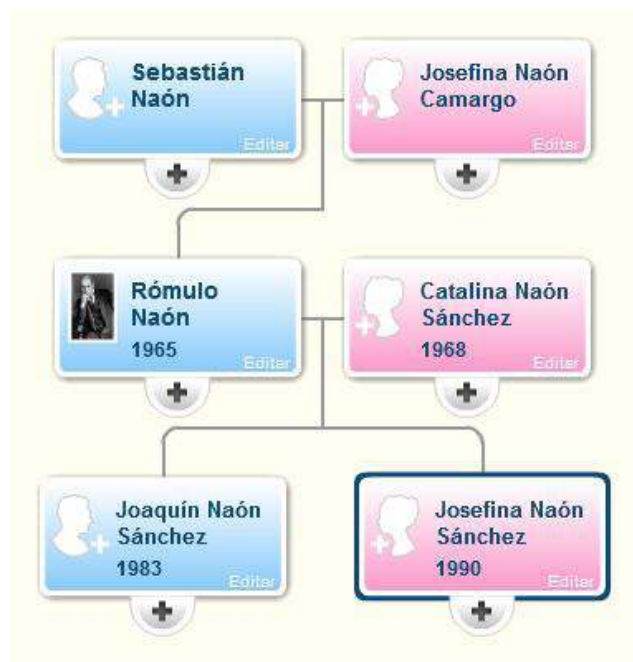 Sebastián
Naón
Editar
Josefina Naón
Camargo
Editar
Rómulo
Naón
1965
Editar
Catalina Naón
Sánchez
1968
Editar
Joaquín Naón
Sánchez
1983
Editar
Josefina Naón
Sánchez
1990
Editar